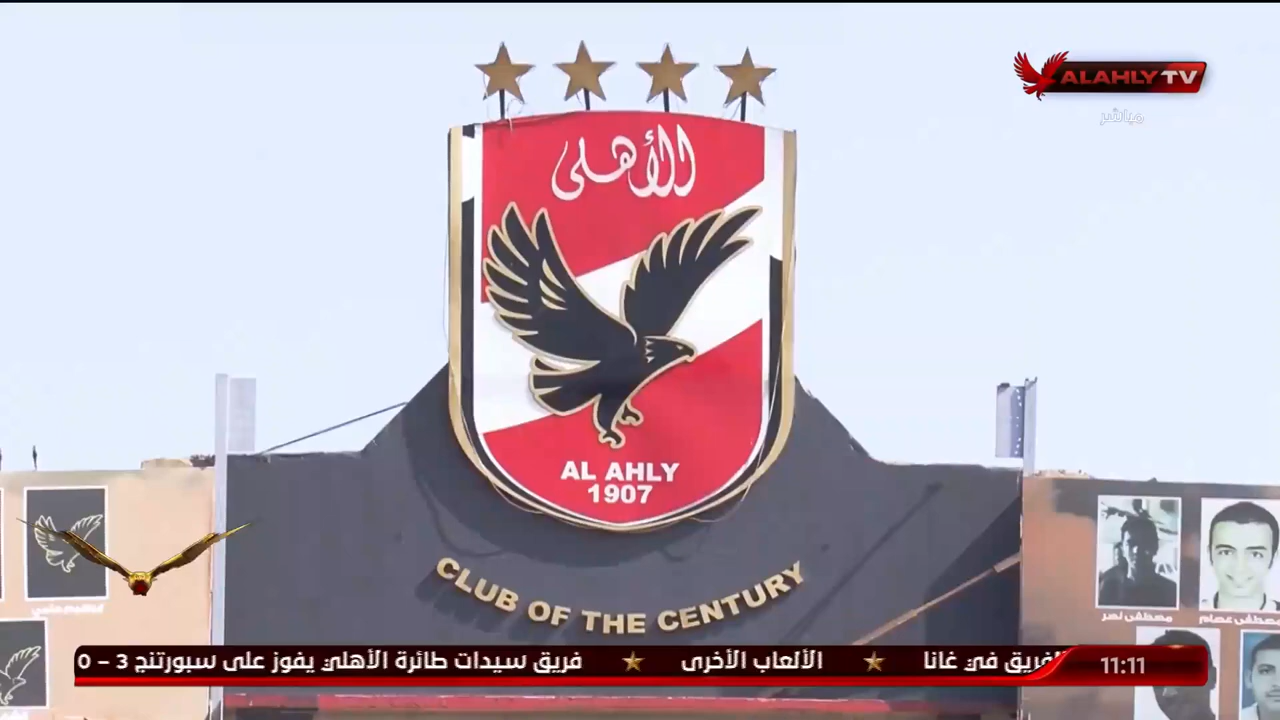 ALAHLY TV
مباشر
الأهلى
AL AHLY
1907
CLUB OF THE CENTURY
مصطفى نصر
مصطفى عصام
الفريق في غانا ★ الألعاب الأخرى ★ فريق سيدات طائرة الأهلي يفوز على سبورتنج 3 - 0
11:11